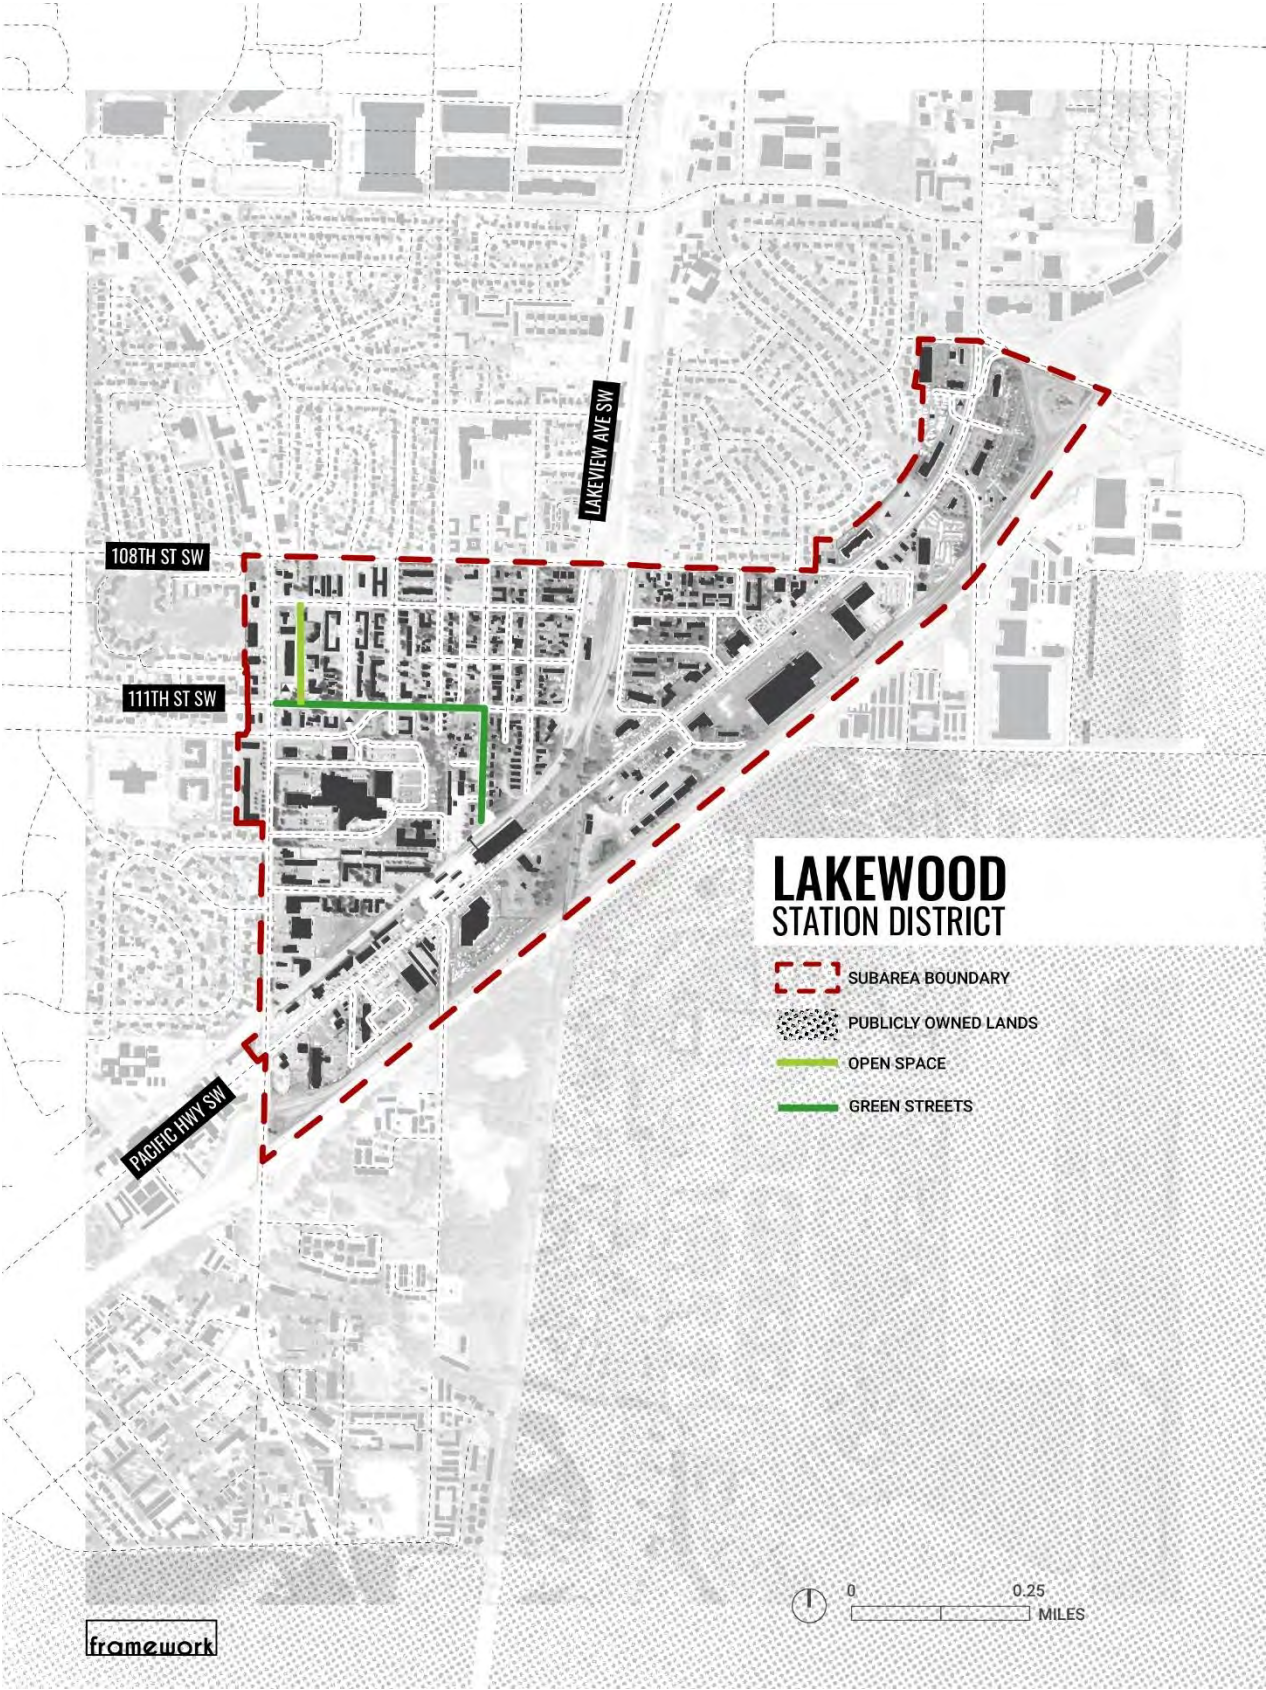 LAKEVIEW AVE SW
108TH ST SW
111TH ST SW
LAKEWOOD
STATION DISTRICT
SUBAREA BOUNDARY
PUBLICLY OWNED LANDS
OPEN SPACE
GREEN STREETS
PACIFIC HWY SW
0 0.25
MILES
framework